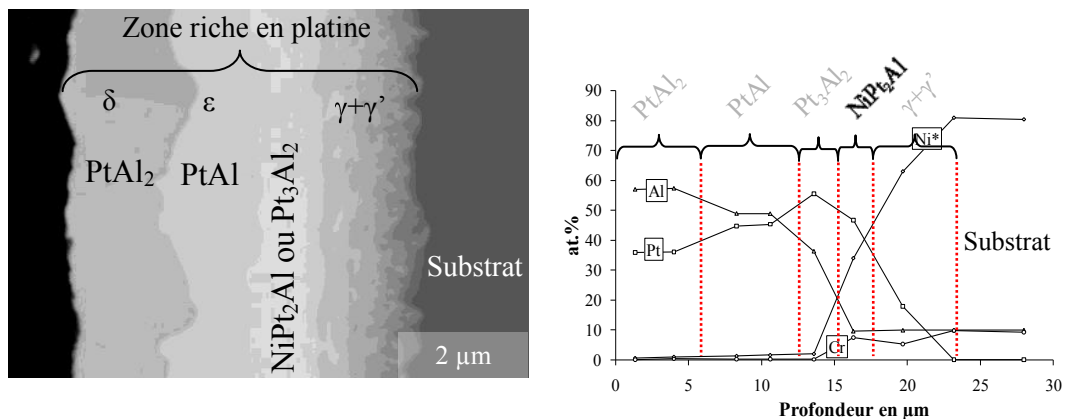 Zone riche en platine
δ
ε
γ+γ’
PtAl₂
PtAl
NiPt₂Al ou Pt₃Al₂
Substrat
2 µm
PtAl₂
PtAl
Pt₃Al₂
NiPt₂Al
γ+γ’
90
80
70
60
50
40
30
20
10
0
at.%
Ni*
Al
Pt
Cr
Substrat
0
5
10
15
20
25
30
Profondeur en µm